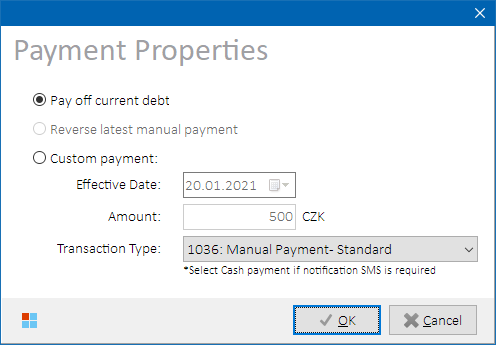 Payment Properties
Pay off current debt
Reverse latest manual payment
Custom payment:
Effective Date: 20.01.2021
Amount: 500 CZK
Transaction Type: 1036: Manual Payment- Standard
*Select Cash payment if notification SMS is required
OK Cancel